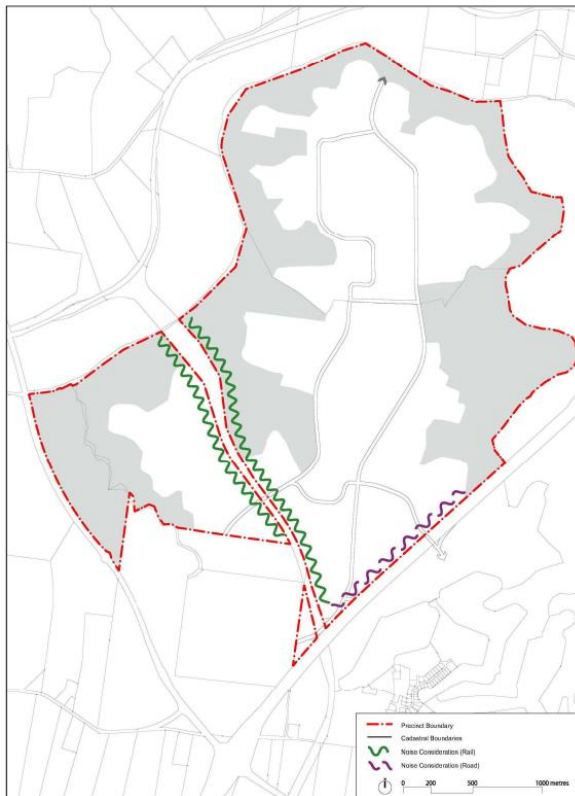 Precinct Boundary
Cadastral Boundaries
Noise Consideration (Rail)
Noise Consideration (Road)
0 200 500 1000 metres